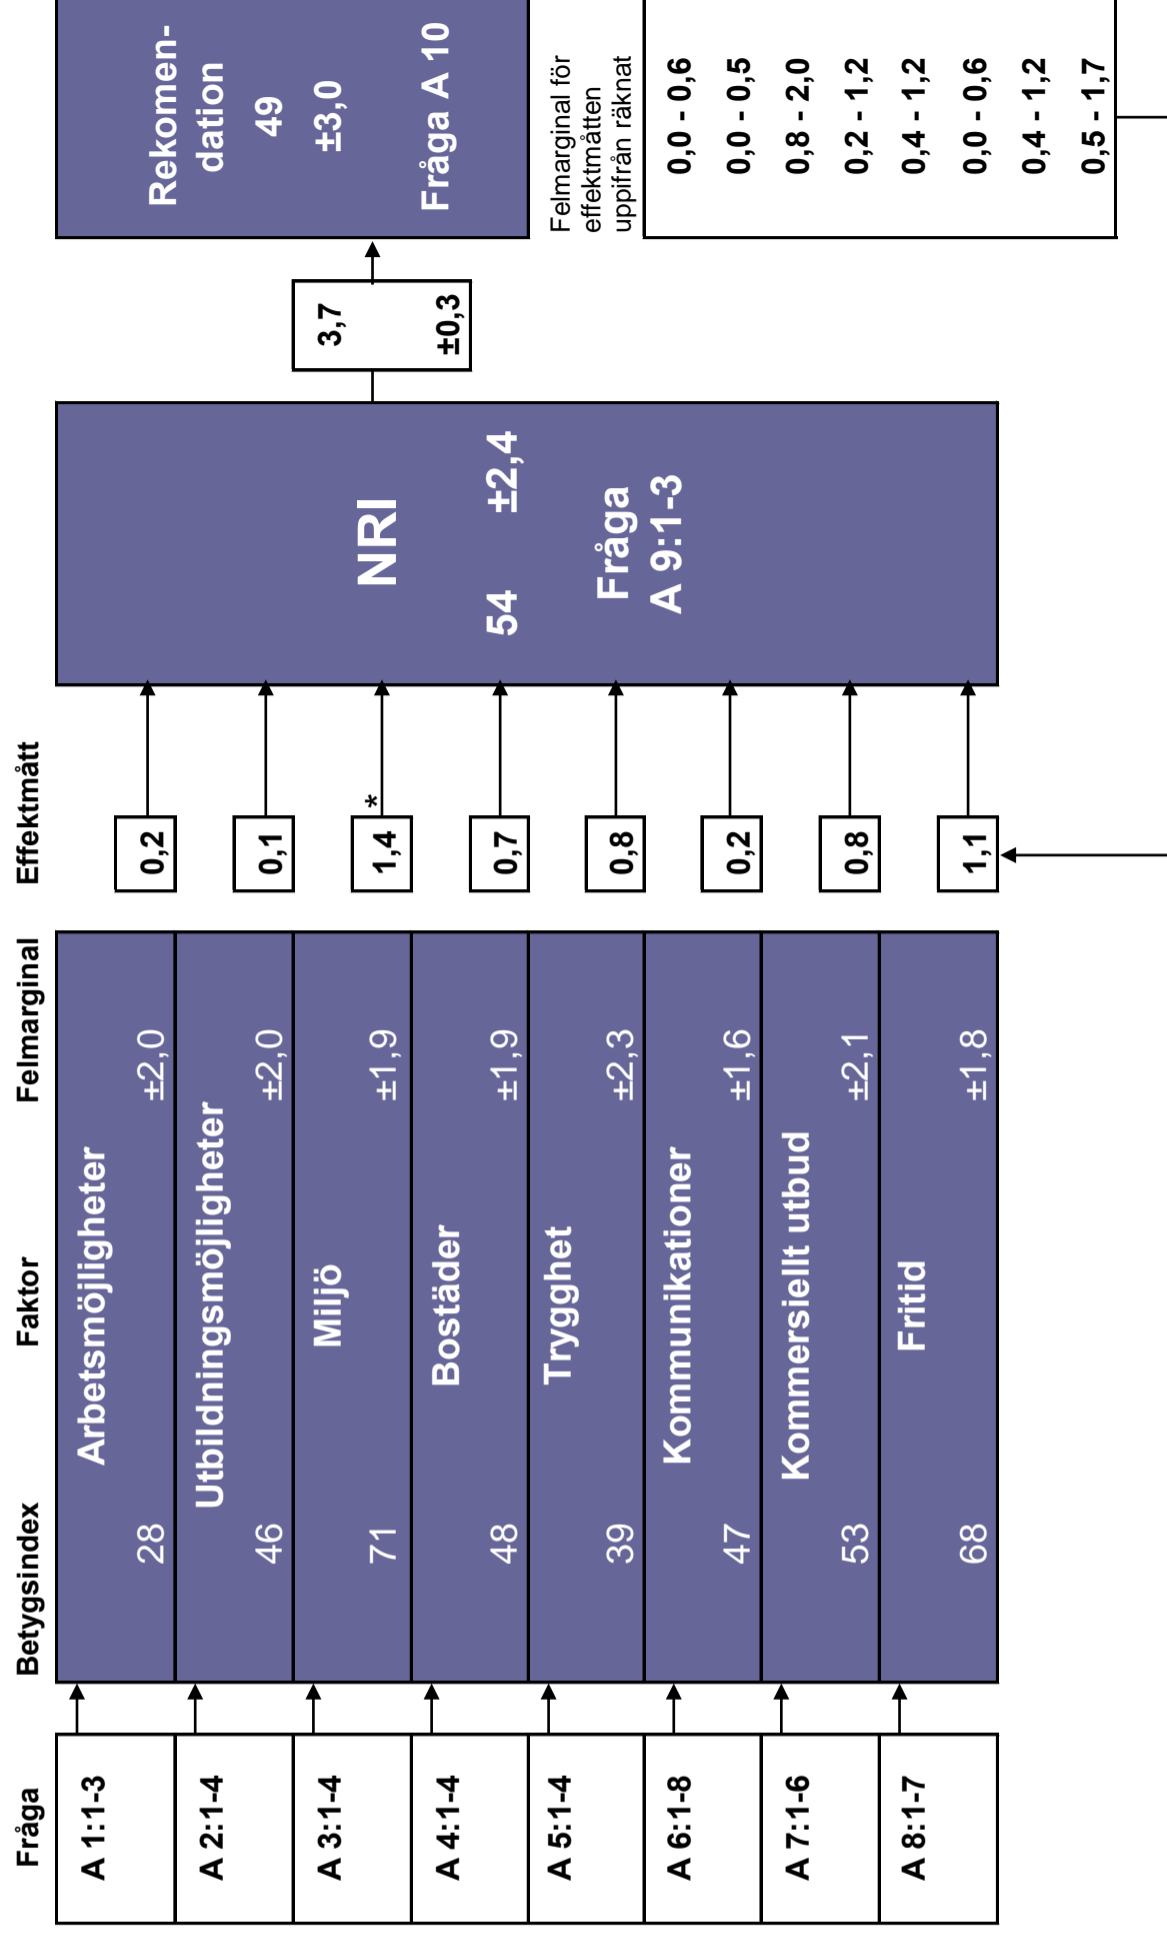 Fråga
Betygsindex
Faktor
Felmarginal
Effektmått
A 1:1-3
Arbetsmöjligheter
28
±2,0
0,2
A 2:1-4
Utbildningsmöjligheter
46
±2,0
0,1
A 3:1-4
Miljö
71
±1,9
1,4
*
A 4:1-4
Bostäder
48
±1,9
0,7
A 5:1-4
Trygghet
39
±2,3
0,8
A 6:1-8
Kommunikationer
47
±1,6
0,2
A 7:1-6
Kommersiellt utbud
53
±2,1
0,8
A 8:1-7
Fritid
68
±1,8
1,1
NRI
54 ±2,4
Fråga
A 9:1-3
3,7
±0,3
Rekomen-
dation
49
±3,0
Fråga A 10
Felmarginal för
effektmåtten
uppifrån räknat
0,0 - 0,6
0,0 - 0,5
0,8 - 2,0
0,2 - 1,2
0,4 - 1,2
0,0 - 0,6
0,4 - 1,2
0,5 - 1,7